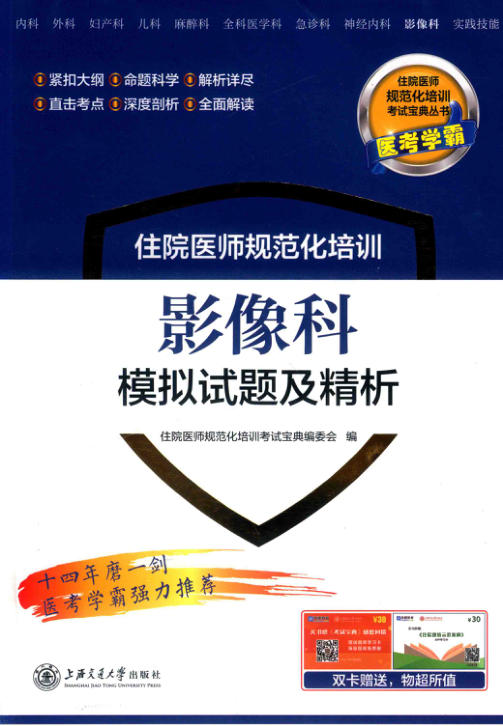 内科 外科 妇产科 儿科 麻醉科 全科医学科 急诊科 神经内科 影像科 实践技能
紧扣大纲 命题科学 解析详尽
直击考点 深度剖析 全面解读
住院医师
规范化培训
考试宝典丛书
医考学霸
住院医师规范化培训
影像科
模拟试题及精析
住院医师规范化培训考试宝典编委会 编
十四年磨一剑
医考学霸强力推荐
¥30
¥30
双卡赠送，物超所值
上海交通大学出版社
SHANGHAI JIAO TONG UNIVERSITY PRESS